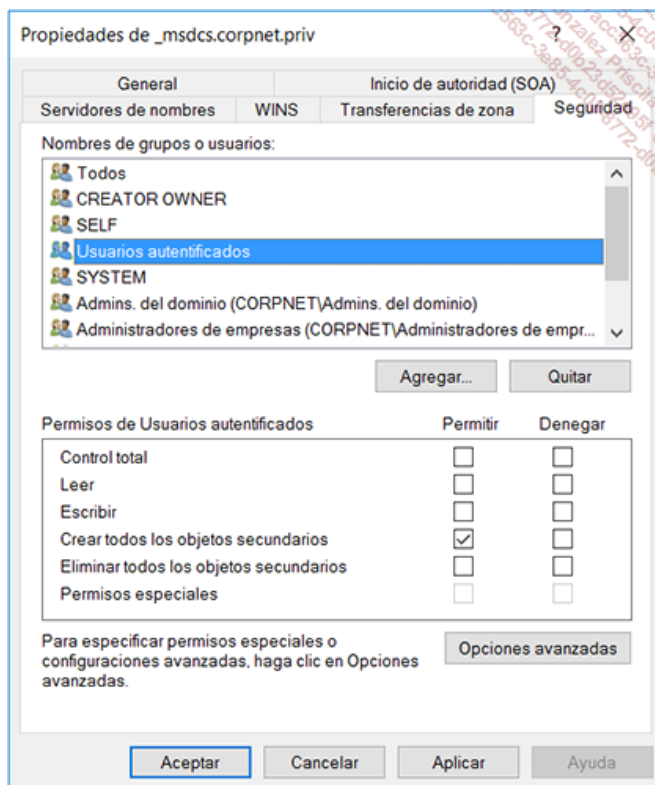 Propiedades de _msdcs.corpnet.priv
? X
General Inicio de autoridad (SOA)
Servidores de nombres WINS Transferencias de zona Seguridad
Nombres de grupos o usuarios:
Todos
CREATOR OWNER
SELF
Usuarios autentificados
SYSTEM
Admins. del dominio (CORPNET\Admins. del dominio)
Administradores de empresas (CORPNET\Administradores de empr...
Agregar... Quitar
Permisos de Usuarios autentificados Permitir Denegar
Control total
Leer
Escribir
Crear todos los objetos secundarios
Eliminar todos los objetos secundarios
Permisos especiales
Para especificar permisos especiales o
configuraciones avanzadas, haga clic en Opciones
avanzadas.
Opciones avanzadas
Aceptar Cancelar Aplicar Ayuda